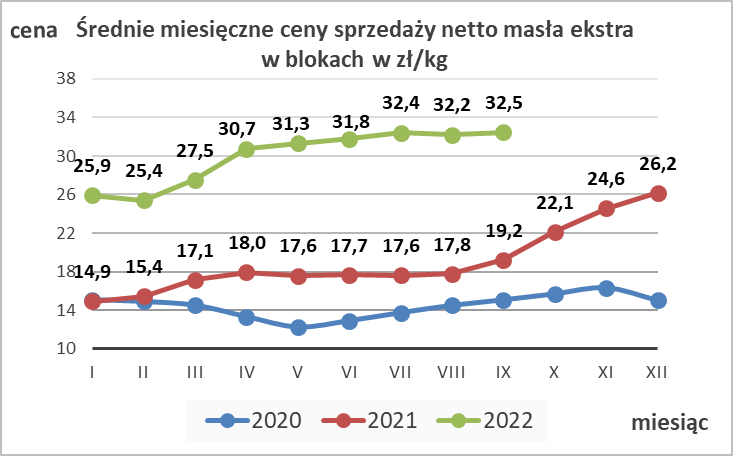 cena
Średnie miesięczne ceny sprzedaży netto masła ekstra
w blokach w zł/kg
38
34
30
26
22
18
14
10
25,9 25,4 27,5 30,7 31,3 31,8 32,4 32,2 32,5
14,9 15,4 17,1 18,0 17,6 17,7 17,6 17,8 19,2 22,1 24,6 26,2
I II III IV V VI VII VIII IX X XI XII
2020 2021 2022
miesiąc